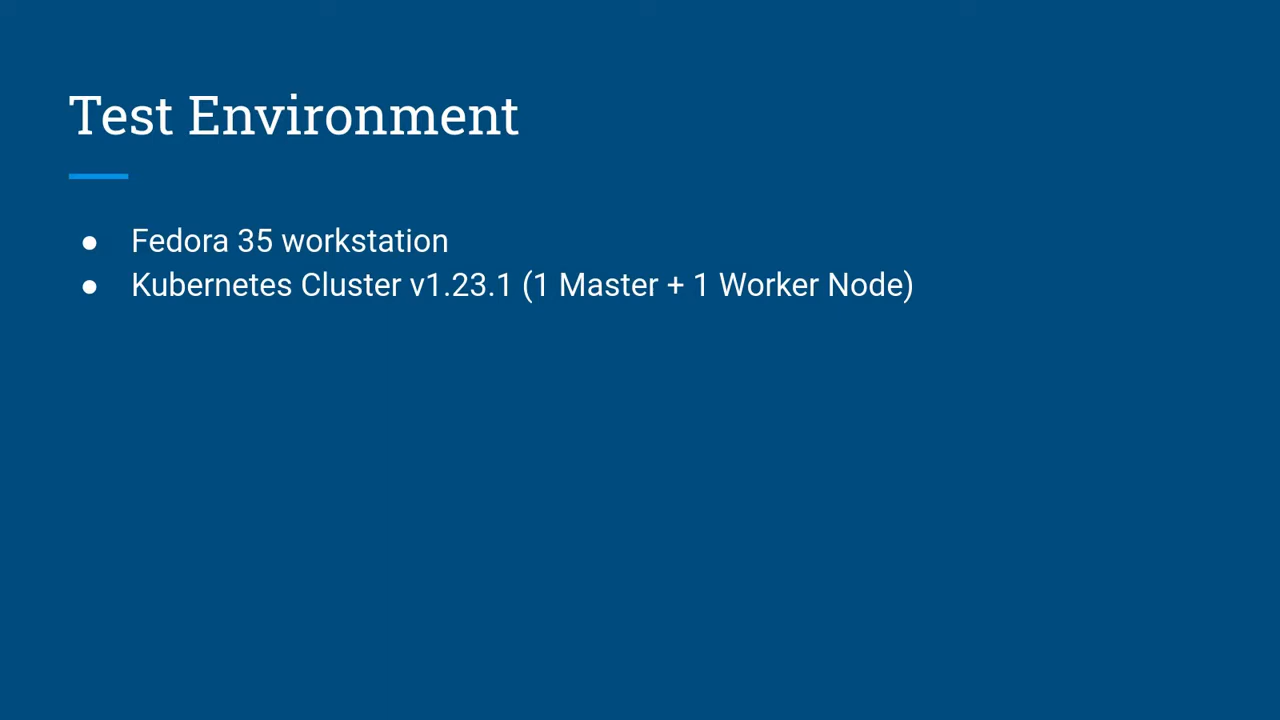 Test Environment
● Fedora 35 workstation
● Kubernetes Cluster v1.23.1 (1 Master + 1 Worker Node)